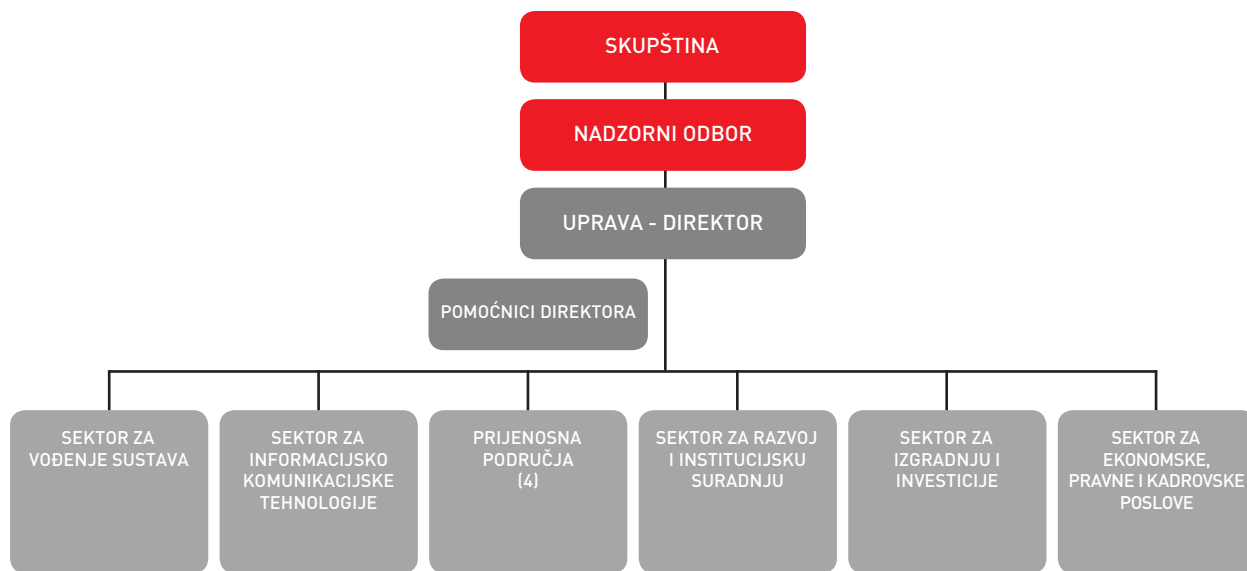 SKUPŠTINA
NADZORNI ODBOR
UPRAVA - DIREKTOR
POMOĆNICI DIREKTORA
SEKTOR ZA
VOĐENJE SUSTAVA
SEKTOR ZA
INFORMACIJSKO
KOMUNIKACIJSKE
TEHNOLOGIJE
PRIJENOSNA
PODRUČJA
(4)
SEKTOR ZA RAZVOJ
I INSTITUCIJSKU
SURADNJU
SEKTOR ZA
IZGRADNJU I
INVESTICIJE
SEKTOR ZA
EKONOMSKE,
PRAVNE I KADROVSKE
POSLOVE